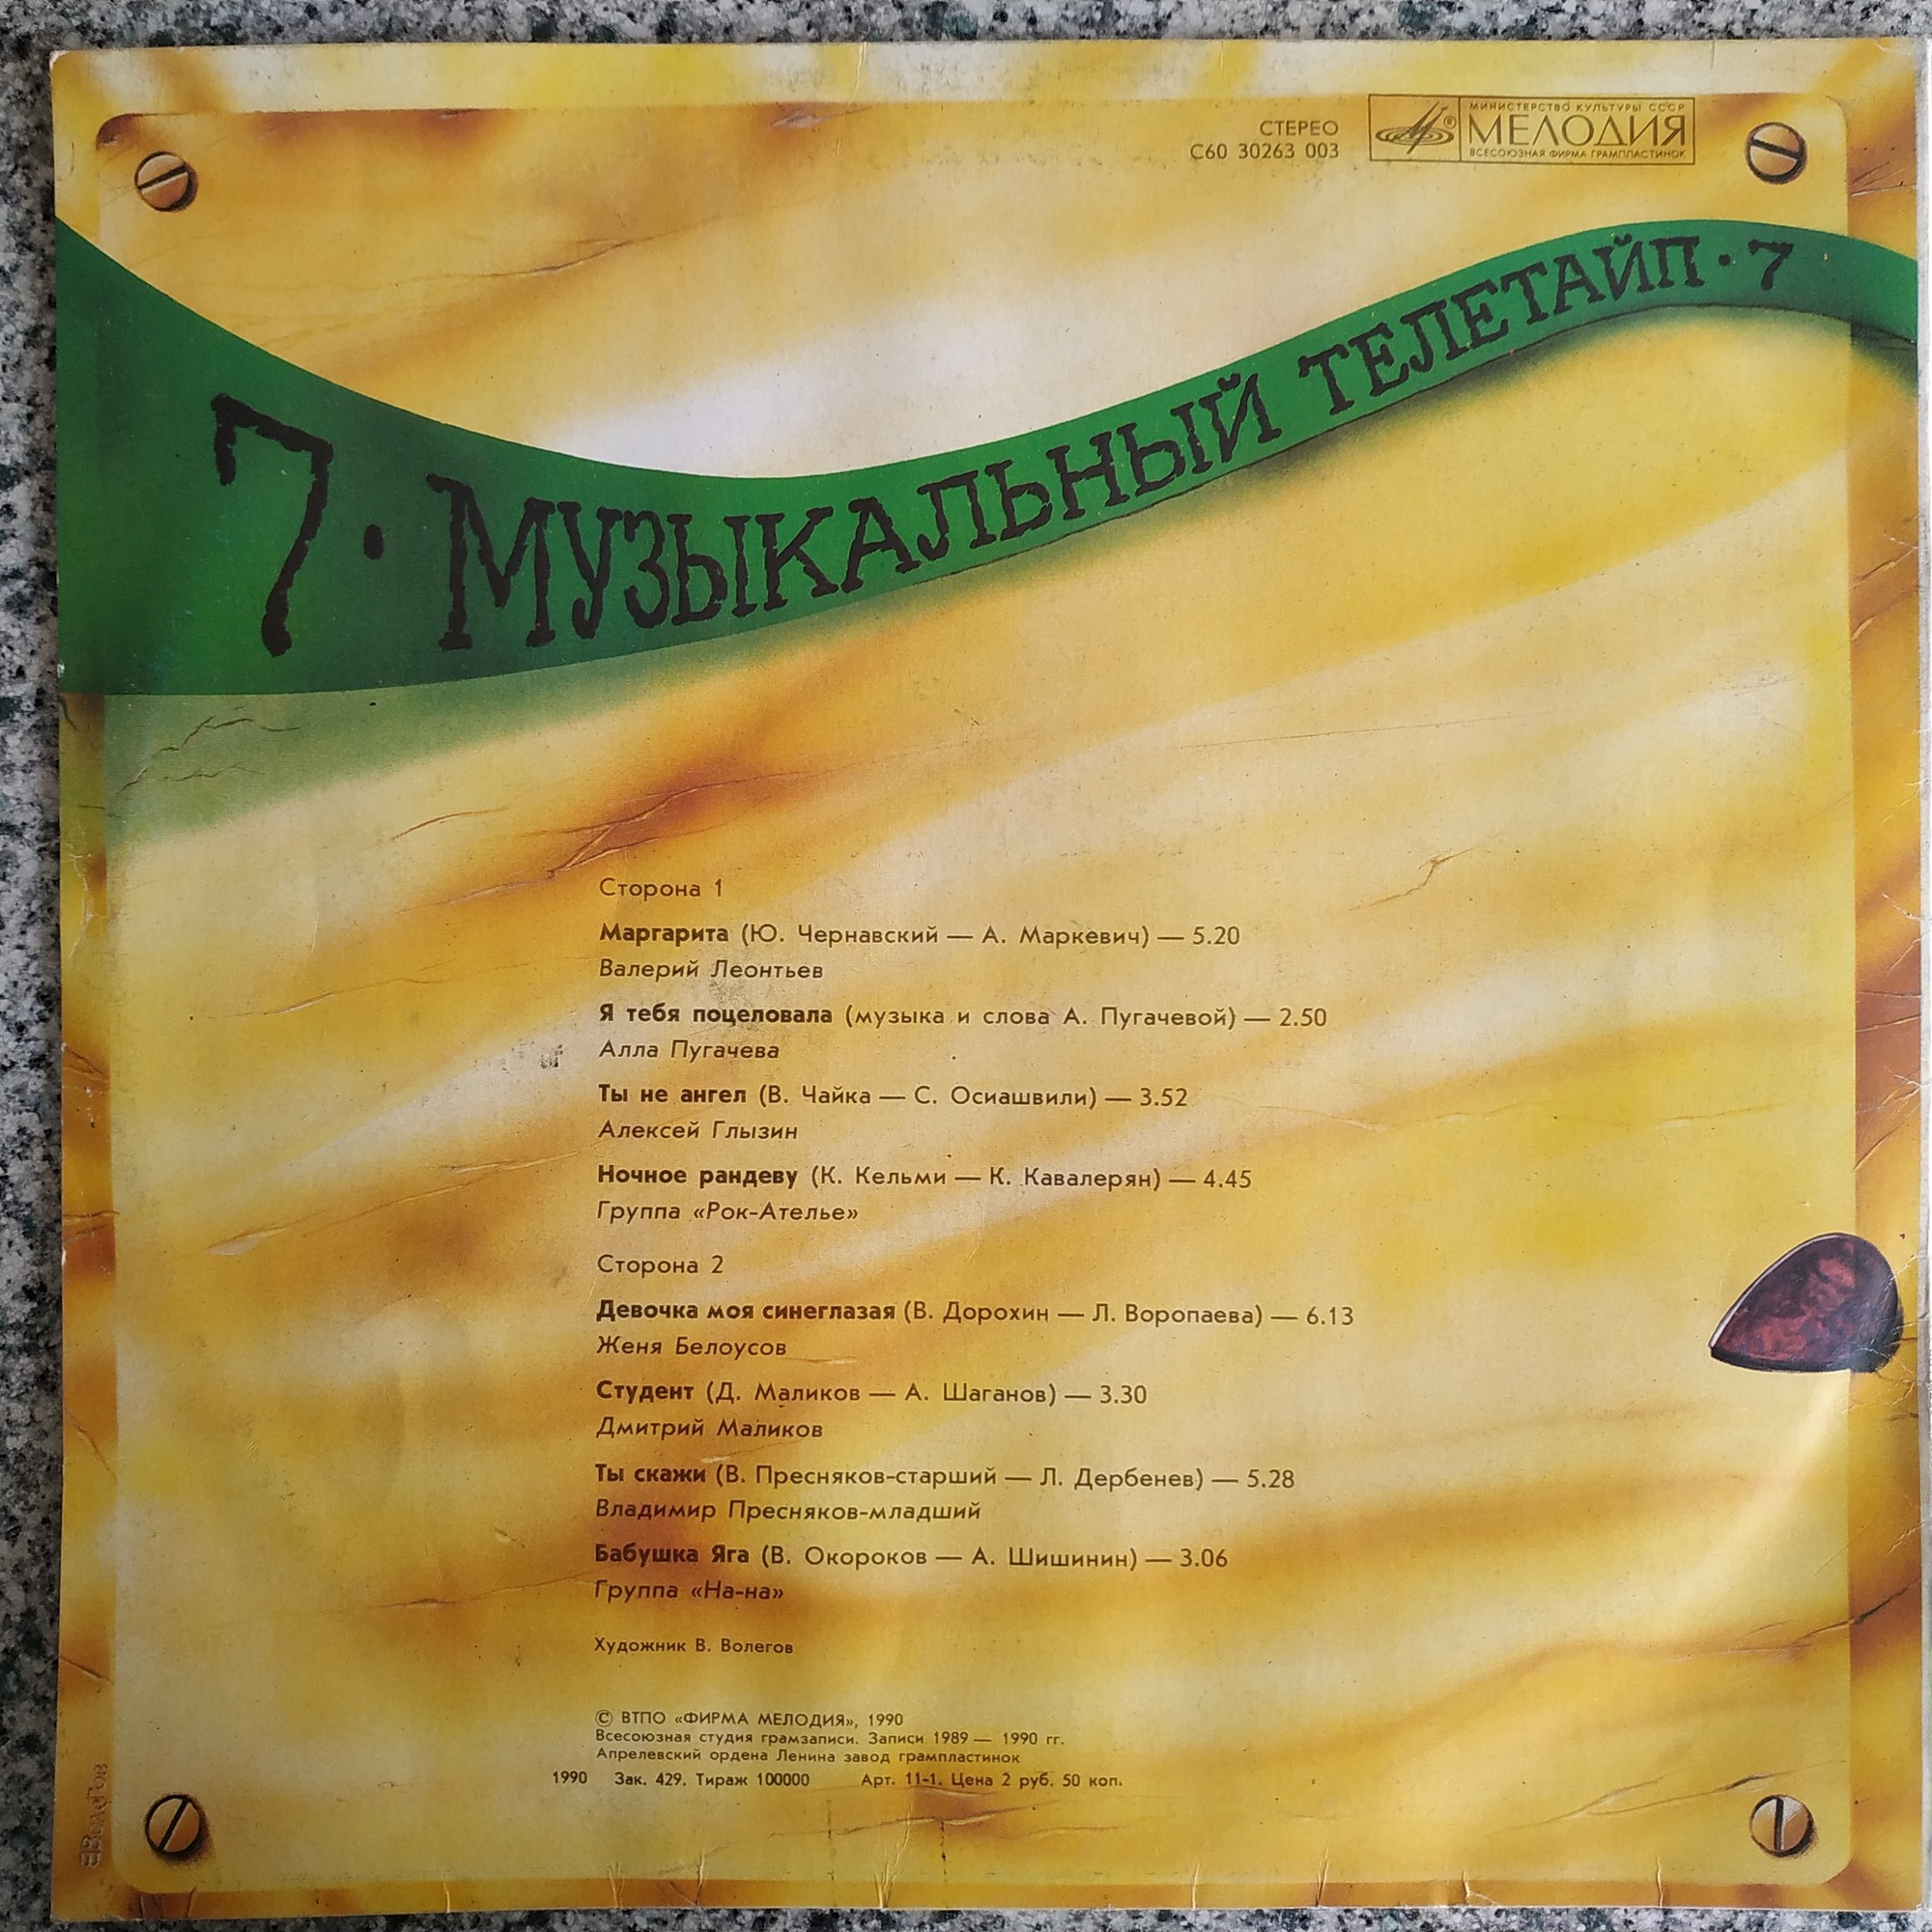 СТЕРЕО
С60 30263 003
МИНИСТЕРСТВО КУЛЬТУРЫ СССР
МЕЛОДИЯ
ВСЕСОЮЗНАЯ ФИРМА ГРАМПЛАСТИНОК
7 · МУЗЫКАЛЬНЫЙ ТЕЛЕТАЙП · 7
Сторона 1
Маргарита (Ю. Чернавский — А. Маркевич) — 5.20
Валерий Леонтьев
Я тебя поцеловала (музыка и слова А. Пугачевой) — 2.50
Алла Пугачева
Ты не ангел (В. Чайка — С. Осиашвили) — 3.52
Алексей Глызин
Ночное рандеву (К. Кельми — К. Кавалерян) — 4.45
Группа «Рок-Ателье»
Сторона 2
Девочка моя синеглазая (В. Дорохин — Л. Воропаева) — 6.13
Женя Белоусов
Студент (Д. Маликов — А. Шаганов) — 3.30
Дмитрий Маликов
Ты скажи (В. Пресняков-старший — Л. Дербенев) — 5.28
Владимир Пресняков-младший
Бабушка Яга (В. Окороков — А. Шишинин) — 3.06
Группа «На-на»
Художник В. Волегов
© ВТПО «ФИРМА МЕЛОДИЯ», 1990
Всесоюзная студия грамзаписи. Записи 1989 — 1990 гг.
Апрелевский ордена Ленина завод грампластинок
1990 Зак. 429. Тираж 100000 Арт. 11-1. Цена 2 руб. 50 коп.